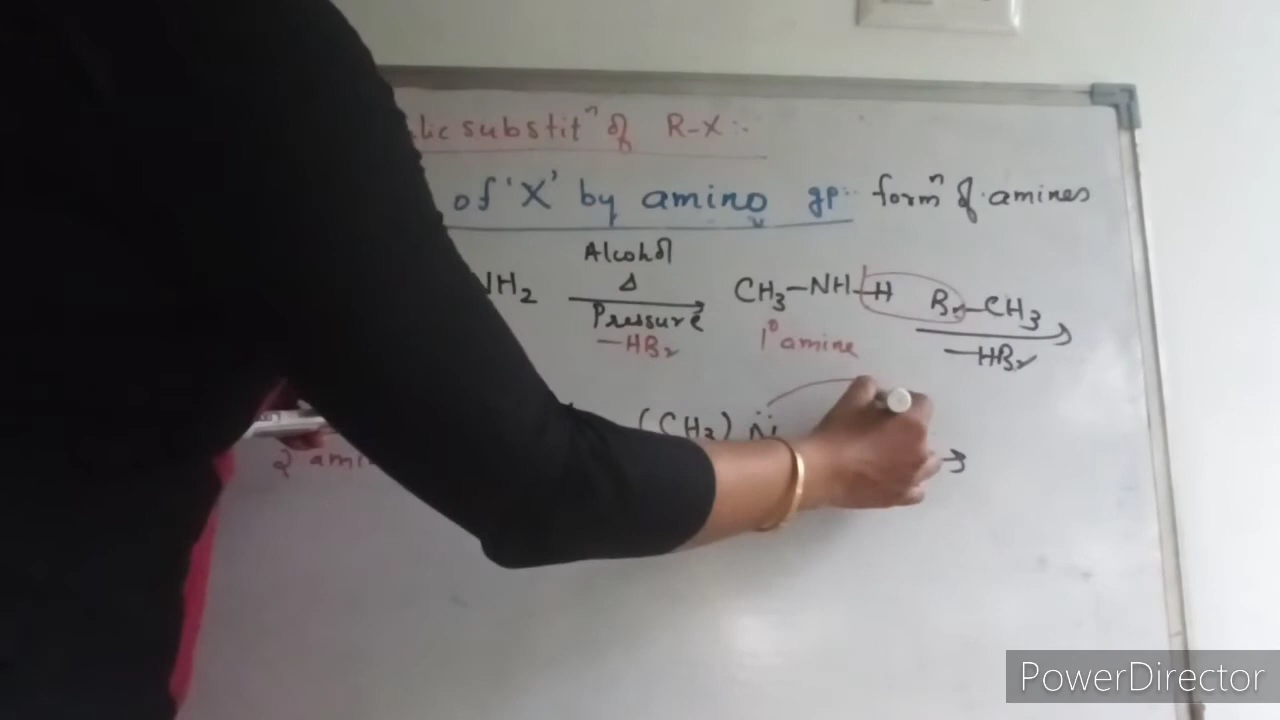 substitⁿ of R-X :-
of 'X' by amino gp :- formⁿ of amines
Alcohol
NH₂ Δ CH₃-NH-H Br-CH₃
Pressure
-HBr 1° amine -HBr
(CH₃) N̈
2°
PowerDirector